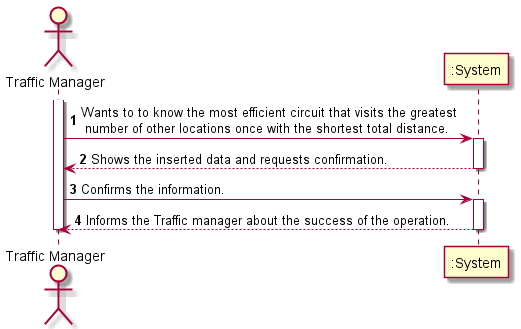 Traffic Manager
:System
1 Wants to to know the most efficient circuit that visits the greatest
number of other locations once with the shortest total distance.
2 Shows the inserted data and requests confirmation.
3 Confirms the information.
4 Informs the Traffic manager about the success of the operation.
Traffic Manager
:System